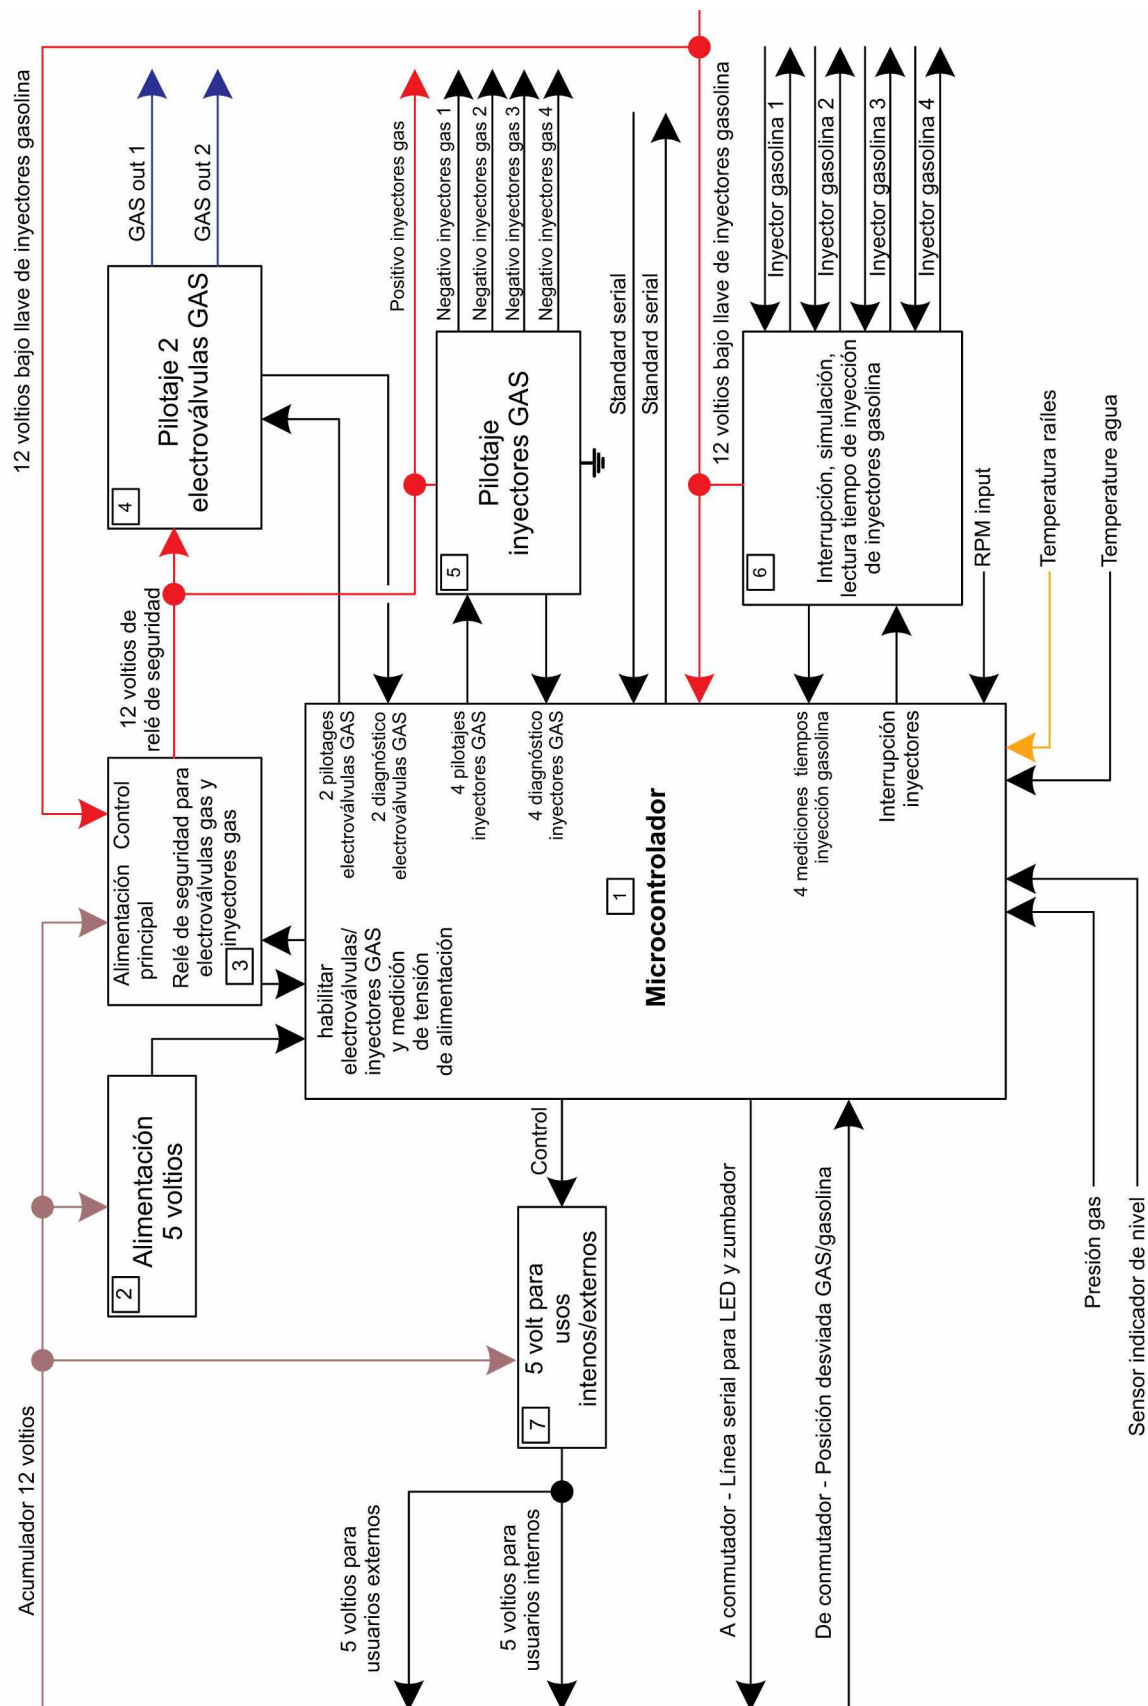 Acumulador 12 voltios
12 voltios bajo llave de inyectores gasolina
2
Alimentación
5 voltios
Alimentación
principal
Control
Relé de seguridad para
electroválvulas gas y
inyectores gas
3
12 voltios de
relé de seguridad
4
Pilotaje 2
electroválvulas GAS
GAS out 1
GAS out 2
habilitar
electroválvulas/
inyectores GAS
y medición
de tensión
de alimentación
2 pilotages
electroválvulas GAS
2 diagnóstico
electroválvulas GAS
4 pilotajes
inyectores GAS
4 diagnóstico
inyectores GAS
1
Microcontrolador
4 mediciones tiempos
inyección gasolina
Interrupción
inyectores
5
Pilotaje
inyectores GAS
Positivo inyectores gas
Negativo inyectores gas 1
Negativo inyectores gas 2
Negativo inyectores gas 3
Negativo inyectores gas 4
Standard serial
Standard serial
12 voltios bajo llave de inyectores gasolina
6
Interrupción, simulación,
lectura tiempo de inyección
de inyectores gasolina
Inyector gasolina 1
Inyector gasolina 2
Inyector gasolina 3
Inyector gasolina 4
RPM input
Temperatura raíles
Temperature agua
5 voltios para
usuarios externos
5 voltios para
usuarios internos
7
5 volt para
usos
intenos/externos
Control
A conmutador - Línea serial para LED y zumbador
De conmutador - Posición desviada GAS/gasolina
Presión gas
Sensor indicador de nivel